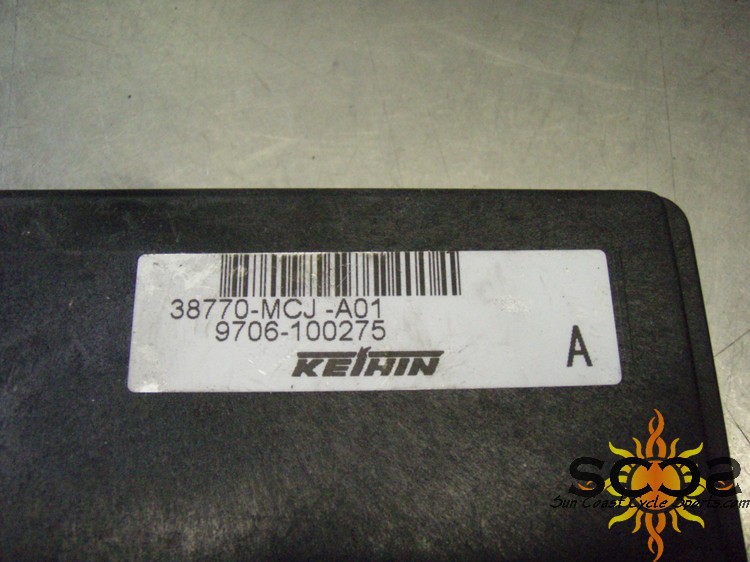 38770-MCJ -A01
9706-100275
KEIHIN
A
SCCS
Sun Coast Cycle Sports.com